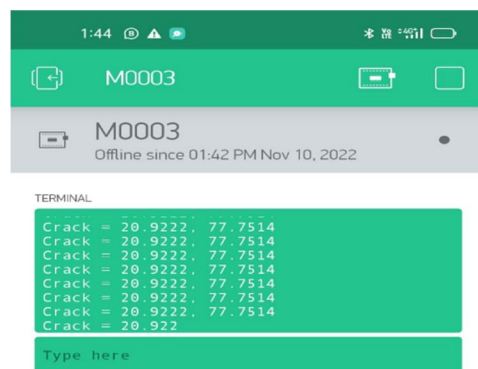 1:44
M0003
M0003
Offline since 01:42 PM Nov 10, 2022
TERMINAL
Crack = 20.9222, 77.7514
Crack = 20.9222, 77.7514
Crack = 20.9222, 77.7514
Crack = 20.9222, 77.7514
Crack = 20.9222, 77.7514
Crack = 20.9222, 77.7514
Crack = 20.9222, 77.7514
Crack = 20.922
Type here